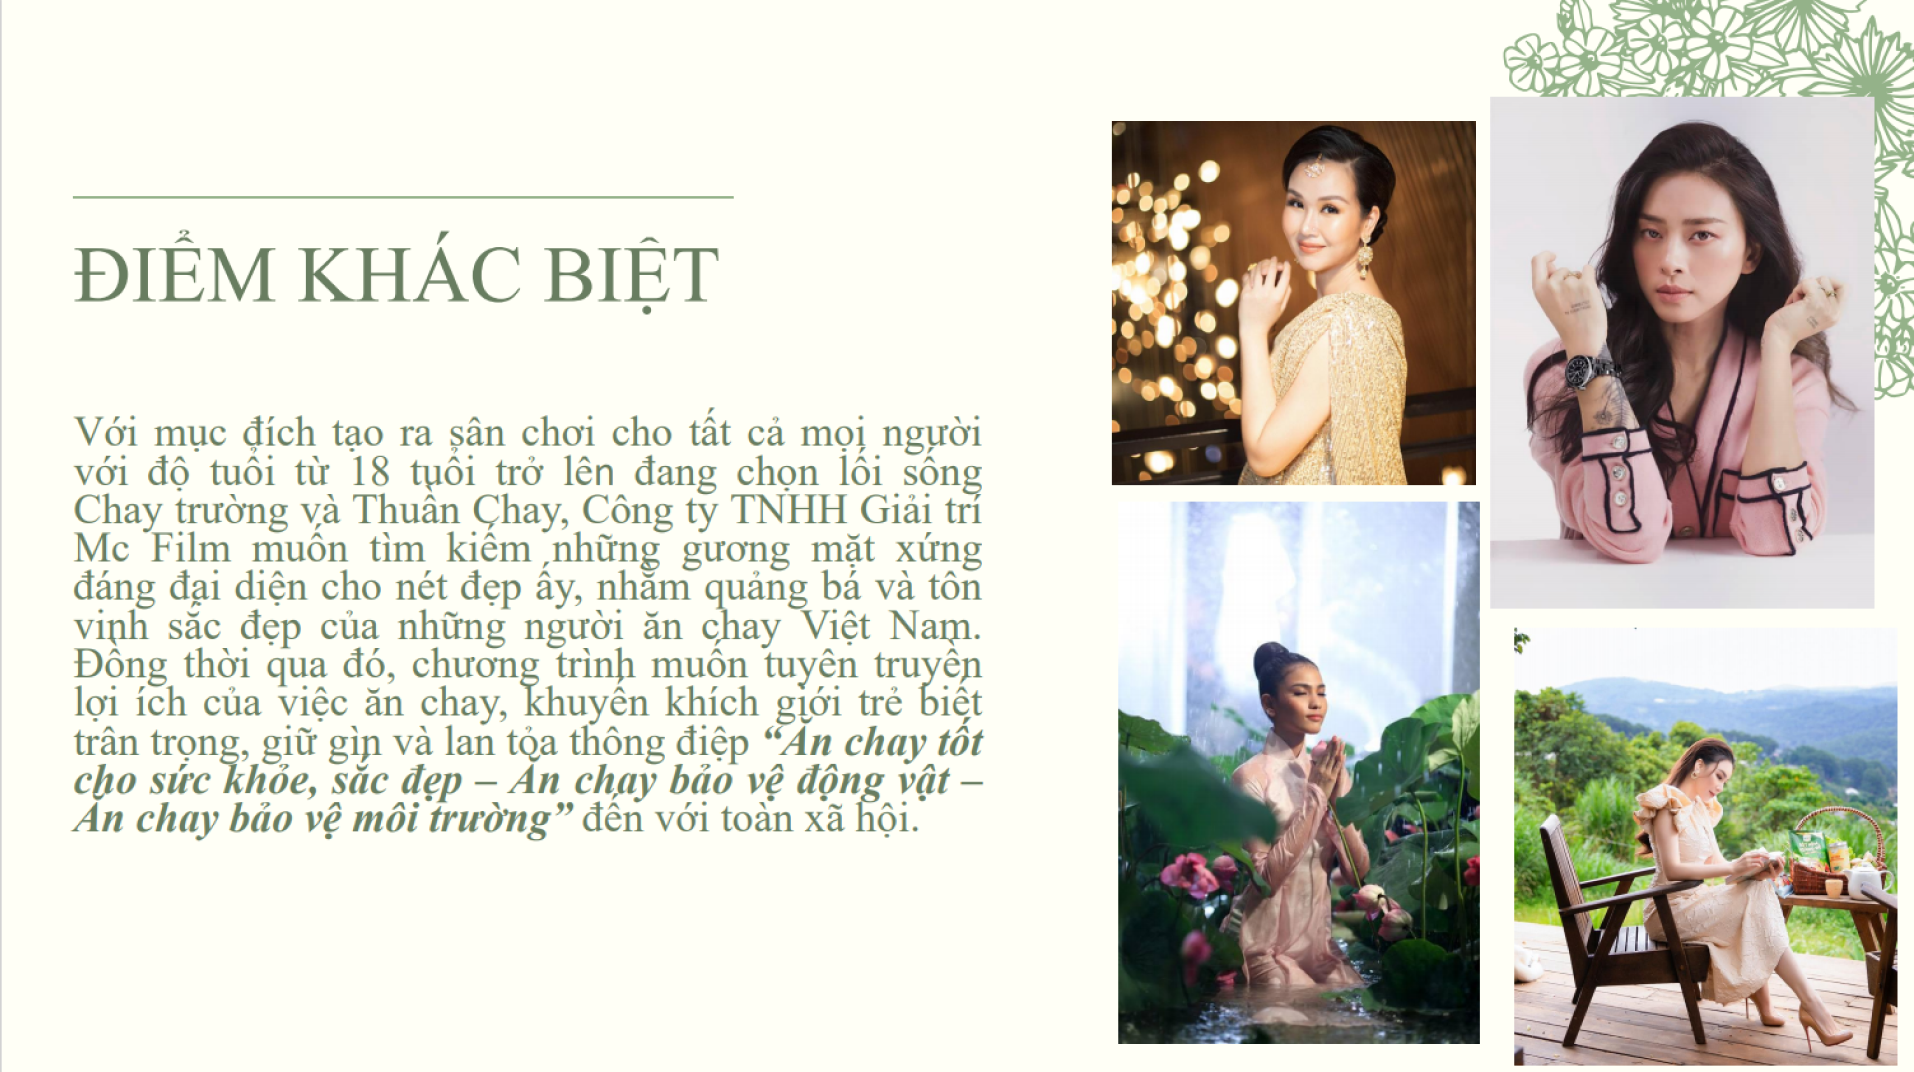 ĐIỂM KHÁC BIỆT
Với mục đích tạo ra sân chơi cho tất cả mọi người
với độ tuổi từ 18 tuổi trở lên đang chọn lối sống
Chay trường và Thuần Chay, Công ty TNHH Giải trí
Mc Film muốn tìm kiếm những gương mặt xứng
đáng đại diện cho nét đẹp ấy, nhằm quảng bá và tôn
vinh sắc đẹp của những người ăn chay Việt Nam.
Đồng thời qua đó, chương trình muốn tuyên truyền
lợi ích của việc ăn chay, khuyến khích giới trẻ biết
trân trọng, giữ gìn và lan tỏa thông điệp “Ăn chay tốt
cho sức khỏe, sắc đẹp – Ăn chay bảo vệ động vật –
Ăn chay bảo vệ môi trường” đến với toàn xã hội.